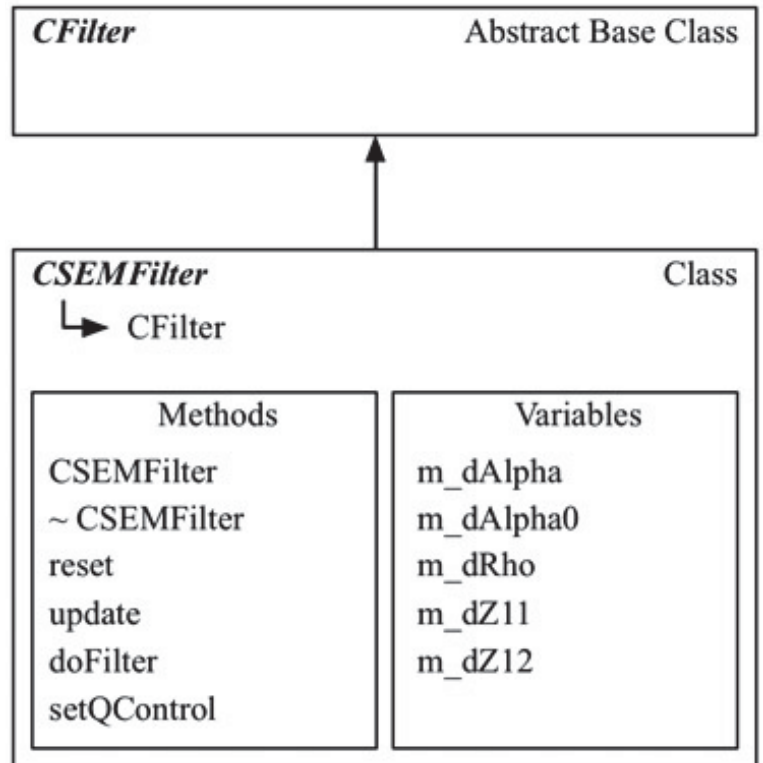 CFilter Abstract Base Class
CSEMFilter Class
CFilter
Methods
CSEMFilter
~ CSEMFilter
reset
update
doFilter
setQControl
Variables
m_dAlpha
m_dAlpha0
m_dRho
m_dZ11
m_dZ12